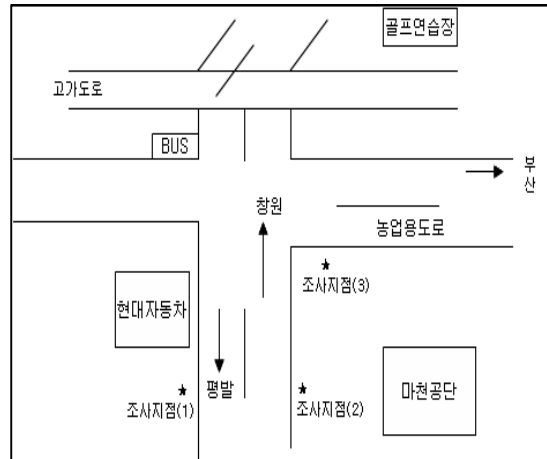 골프연습장
고가도로
BUS
부산
창원
농업용도로
조사지점(3)
현대자동차
평발
조사지점(1)
조사지점(2)
마천공단